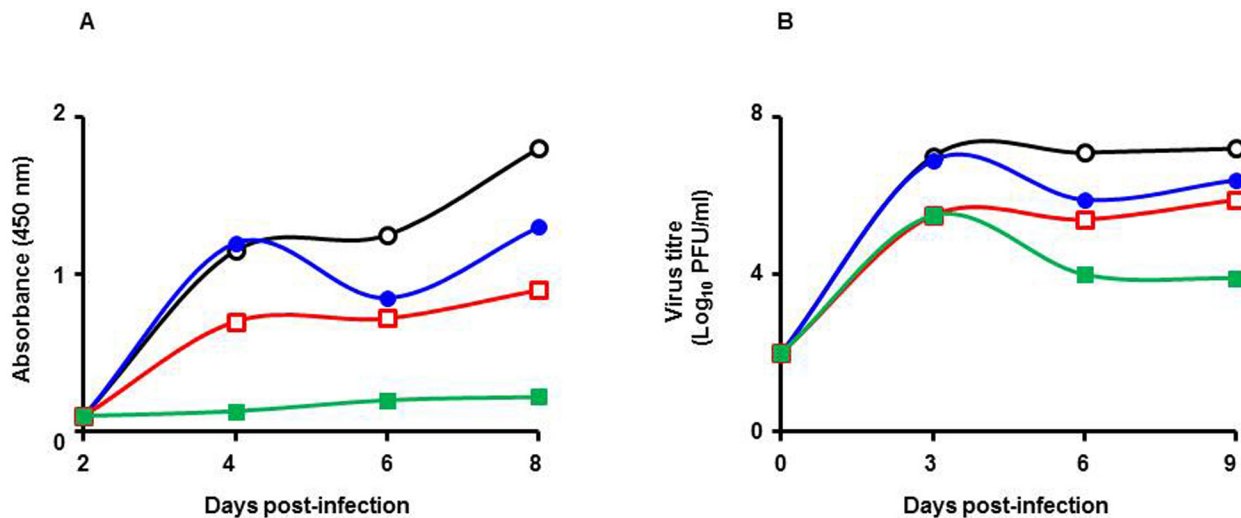 A
2
1
0
Absorbance (450 nm)
2 4 6 8
Days post-infection
B
8
4
0
Virus titre
(Log₁₀ PFU/ml)
0 3 6 9
Days post-infection